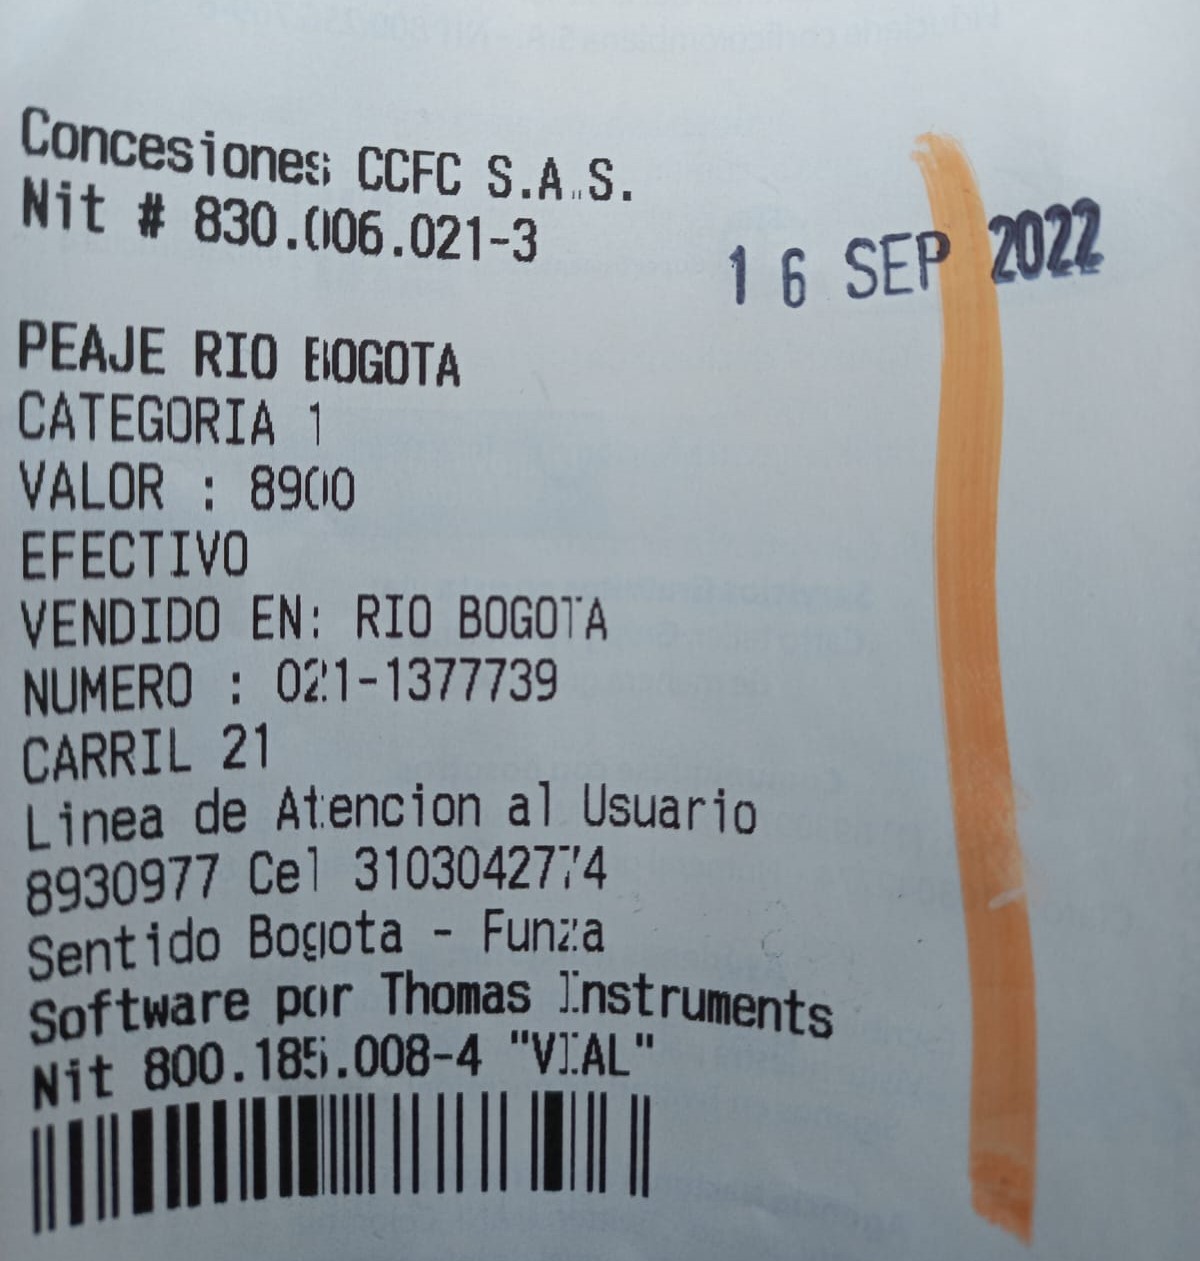 Concesiones CCFC S.A.S.
Nit # 830.006.021-3
16 SEP 2022
PEAJE RIO BOGOTA
CATEGORIA 1
VALOR : 8900
EFECTIVO
VENDIDO EN: RIO BOGOTA
NUMERO : 021-1377739
CARRIL 21
Linea de Atencion al Usuario
8930977 Cel 3103042774
Sentido Bogota - Funza
Software por Thomas Instruments
Nit 800.185.008-4 "VIAL"